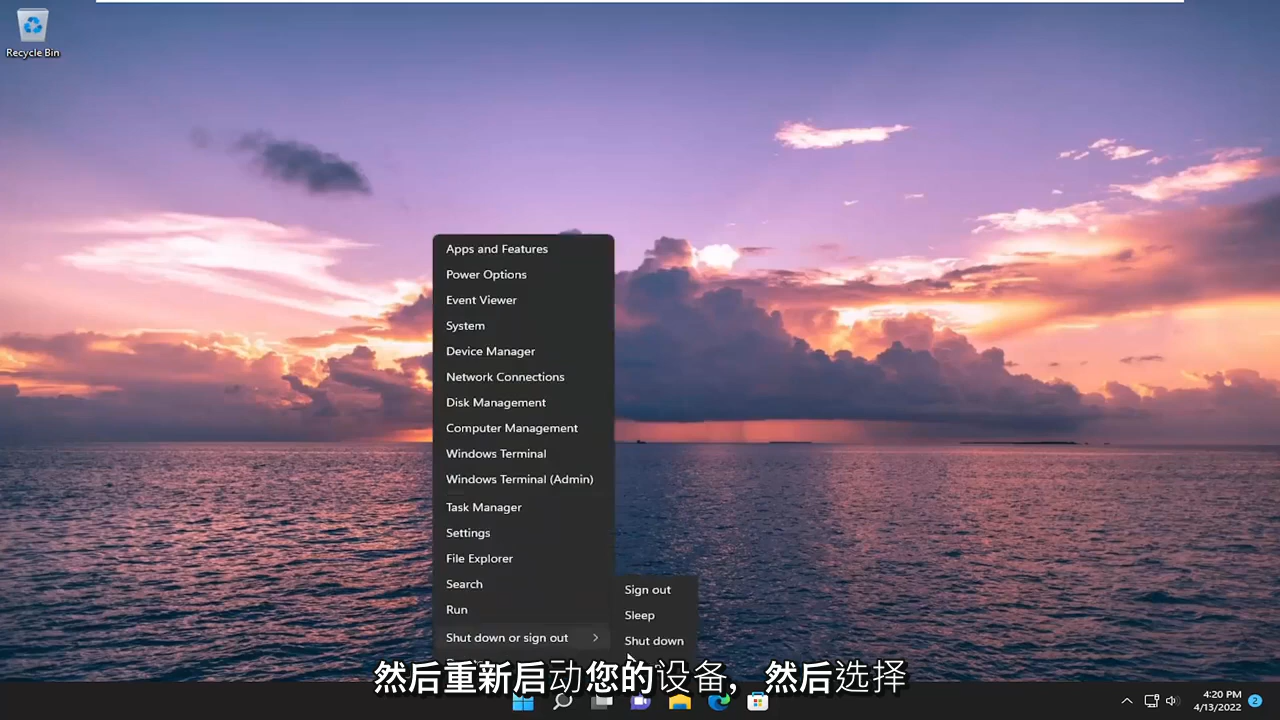 Recycle Bin
Apps and Features
Power Options
Event Viewer
System
Device Manager
Network Connections
Disk Management
Computer Management
Windows Terminal
Windows Terminal (Admin)
Task Manager
Settings
File Explorer
Search
Run
Shut down or sign out
Sign out
Sleep
Shut down
然后重新启动您的设备，然后选择
4:20 PM
4/13/2022
2